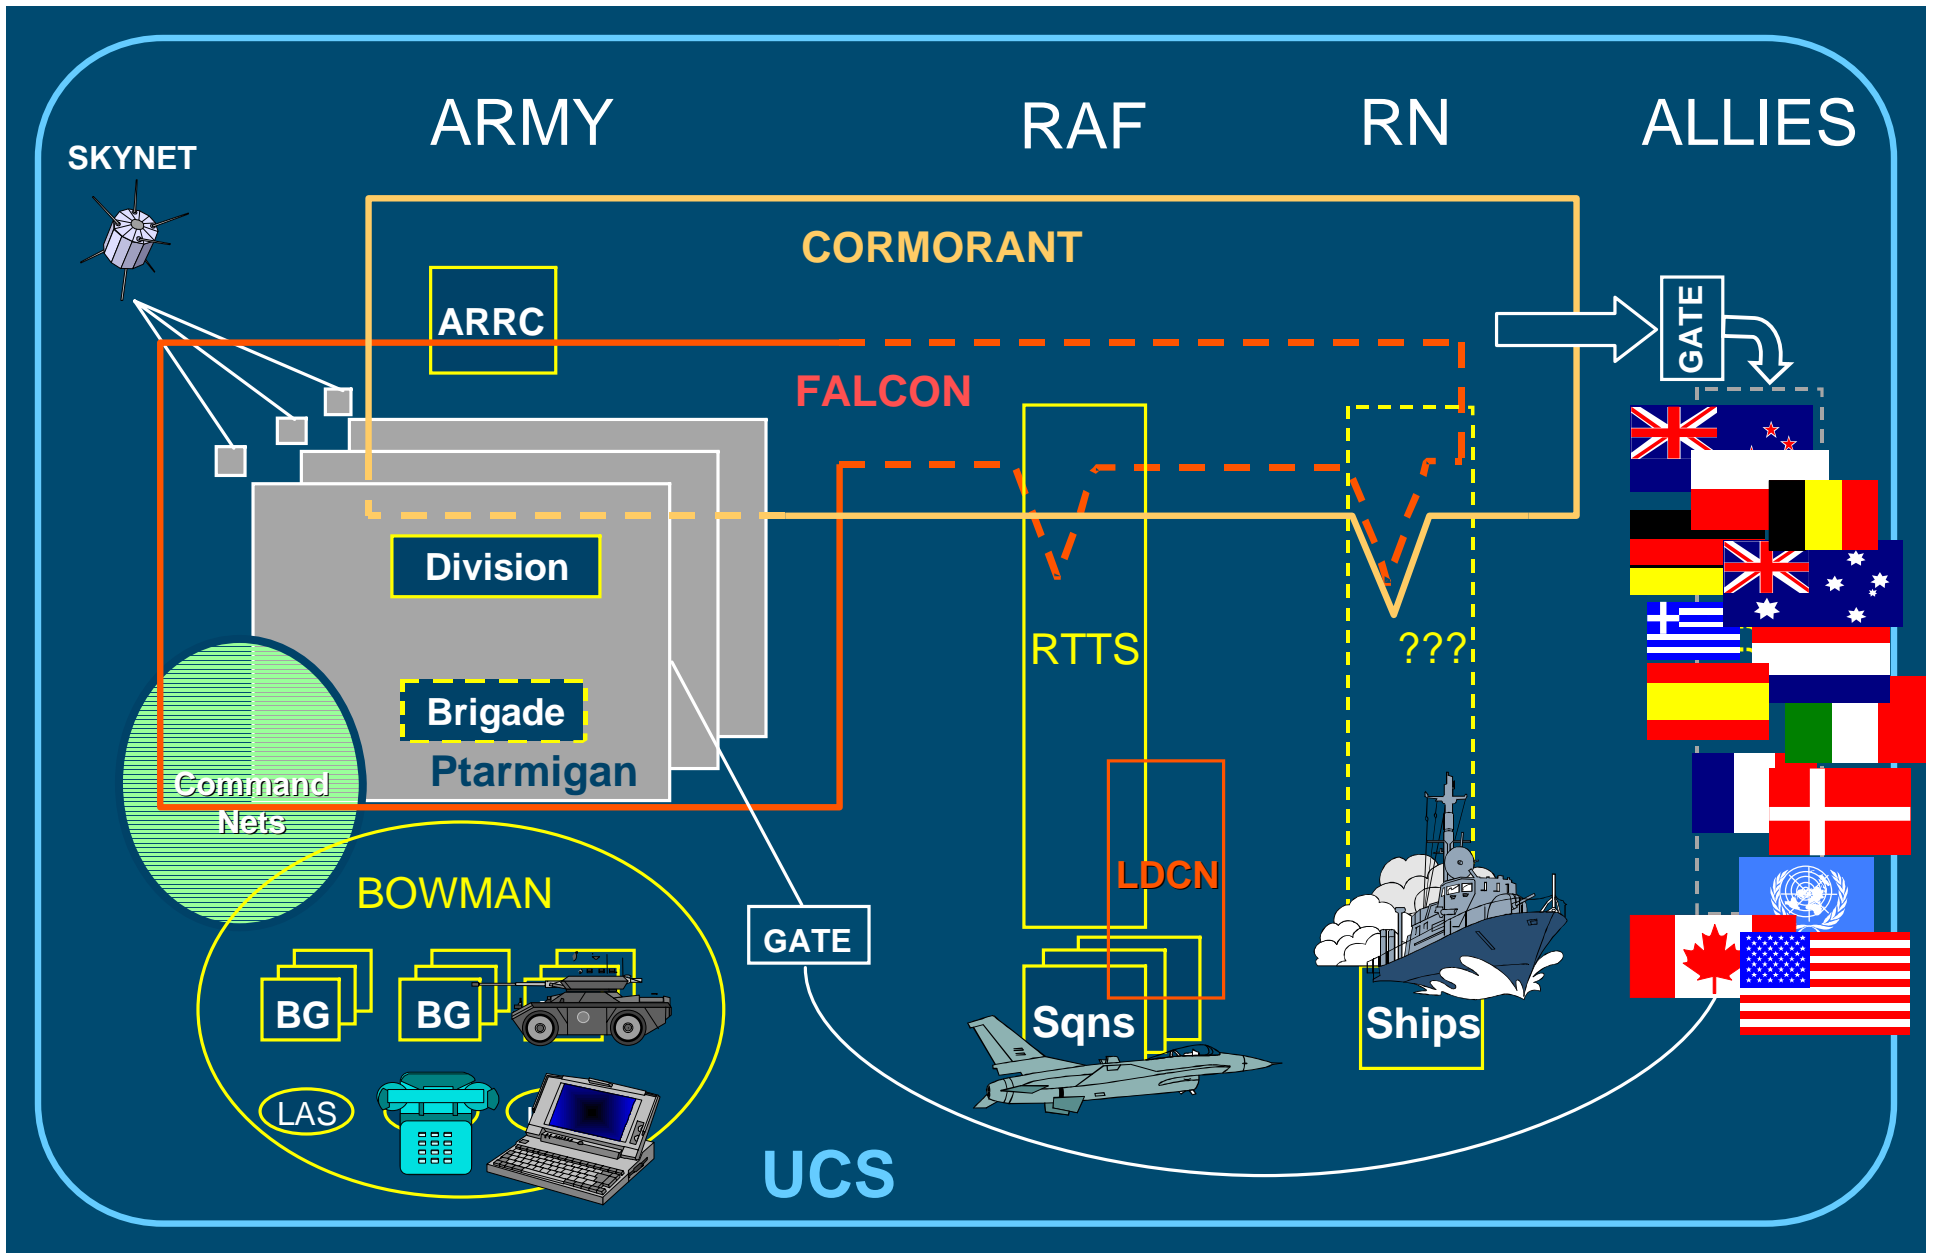 ARMY
RAF
RN
ALLIES
SKYNET
CORMORANT
ARRC
GATE
FALCON
Division
RTTS
???
Brigade
Ptarmigan
Command
Nets
LDCN
BOWMAN
GATE
BG
BG
Sqns
Ships
LAS
UCS